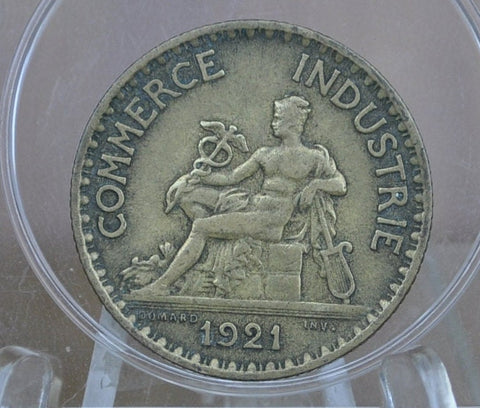 COMMERCE INDUSTRIE
DOMARD INV.
1921